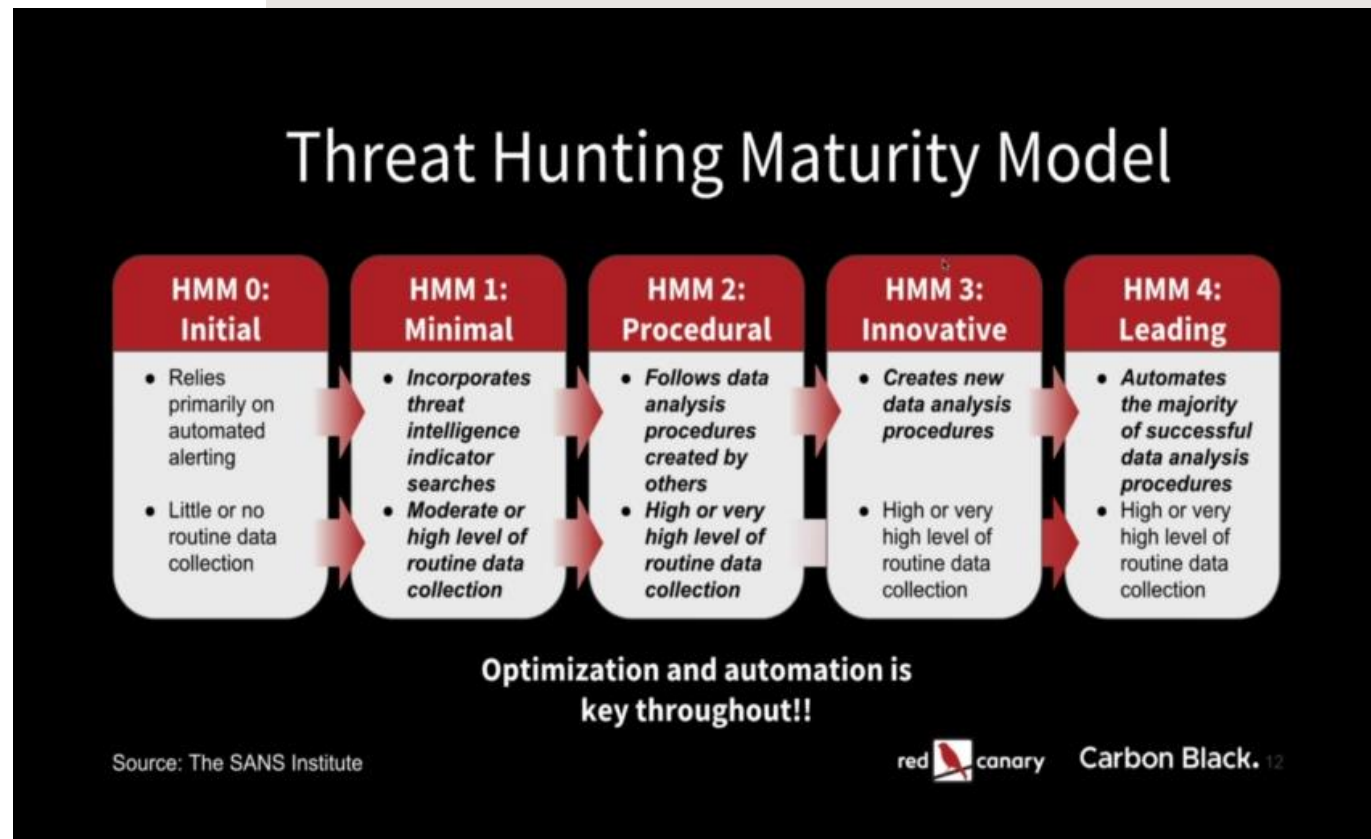 Threat Hunting Maturity Model
HMM 0:
Initial
• Relies
primarily on
automated
alerting
• Little or no
routine data
collection
HMM 1:
Minimal
• Incorporates
threat
intelligence
indicator
searches
• Moderate or
high level of
routine data
collection
HMM 2:
Procedural
• Follows data
analysis
procedures
created by
others
• High or very
high level of
routine data
collection
HMM 3:
Innovative
• Creates new
data analysis
procedures
• High or very
high level of
routine data
collection
HMM 4:
Leading
• Automates
the majority
of successful
data analysis
procedures
• High or very
high level of
routine data
collection
Optimization and automation is
key throughout!!
Source: The SANS Institute
red canary
Carbon Black. 12